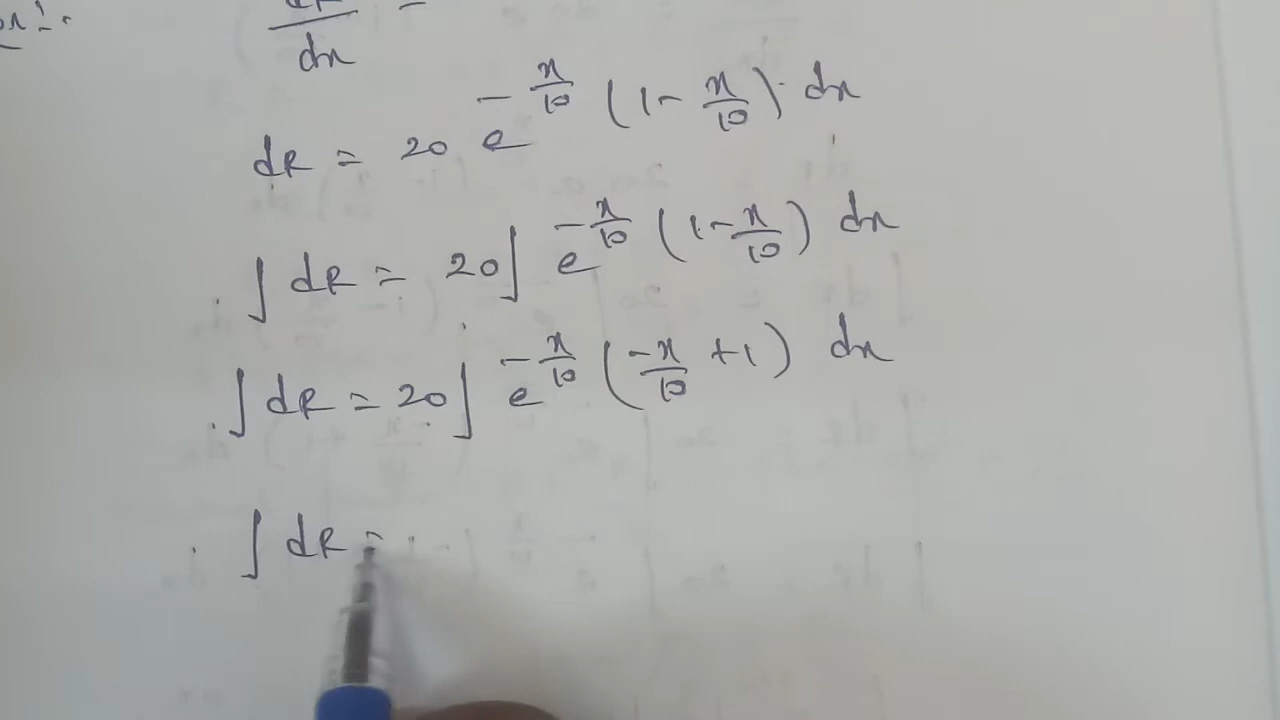 dx
dR = 20 e^{-x/10} (1 - x/10) · dx
∫ dR = 20 ∫ e^{-x/10} (1 - x/10) dx
∫ dR = 20 ∫ e^{-x/10} (-x/10 + 1) dx
∫ dR =